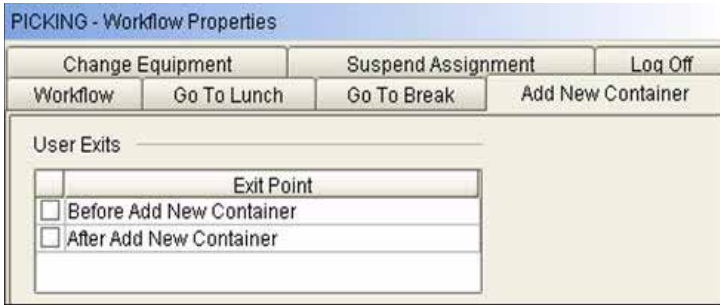 PICKING - Workflow Properties
Change Equipment Suspend Assignment Log Off
Workflow Go To Lunch Go To Break Add New Container
User Exits
Exit Point
Before Add New Container
After Add New Container